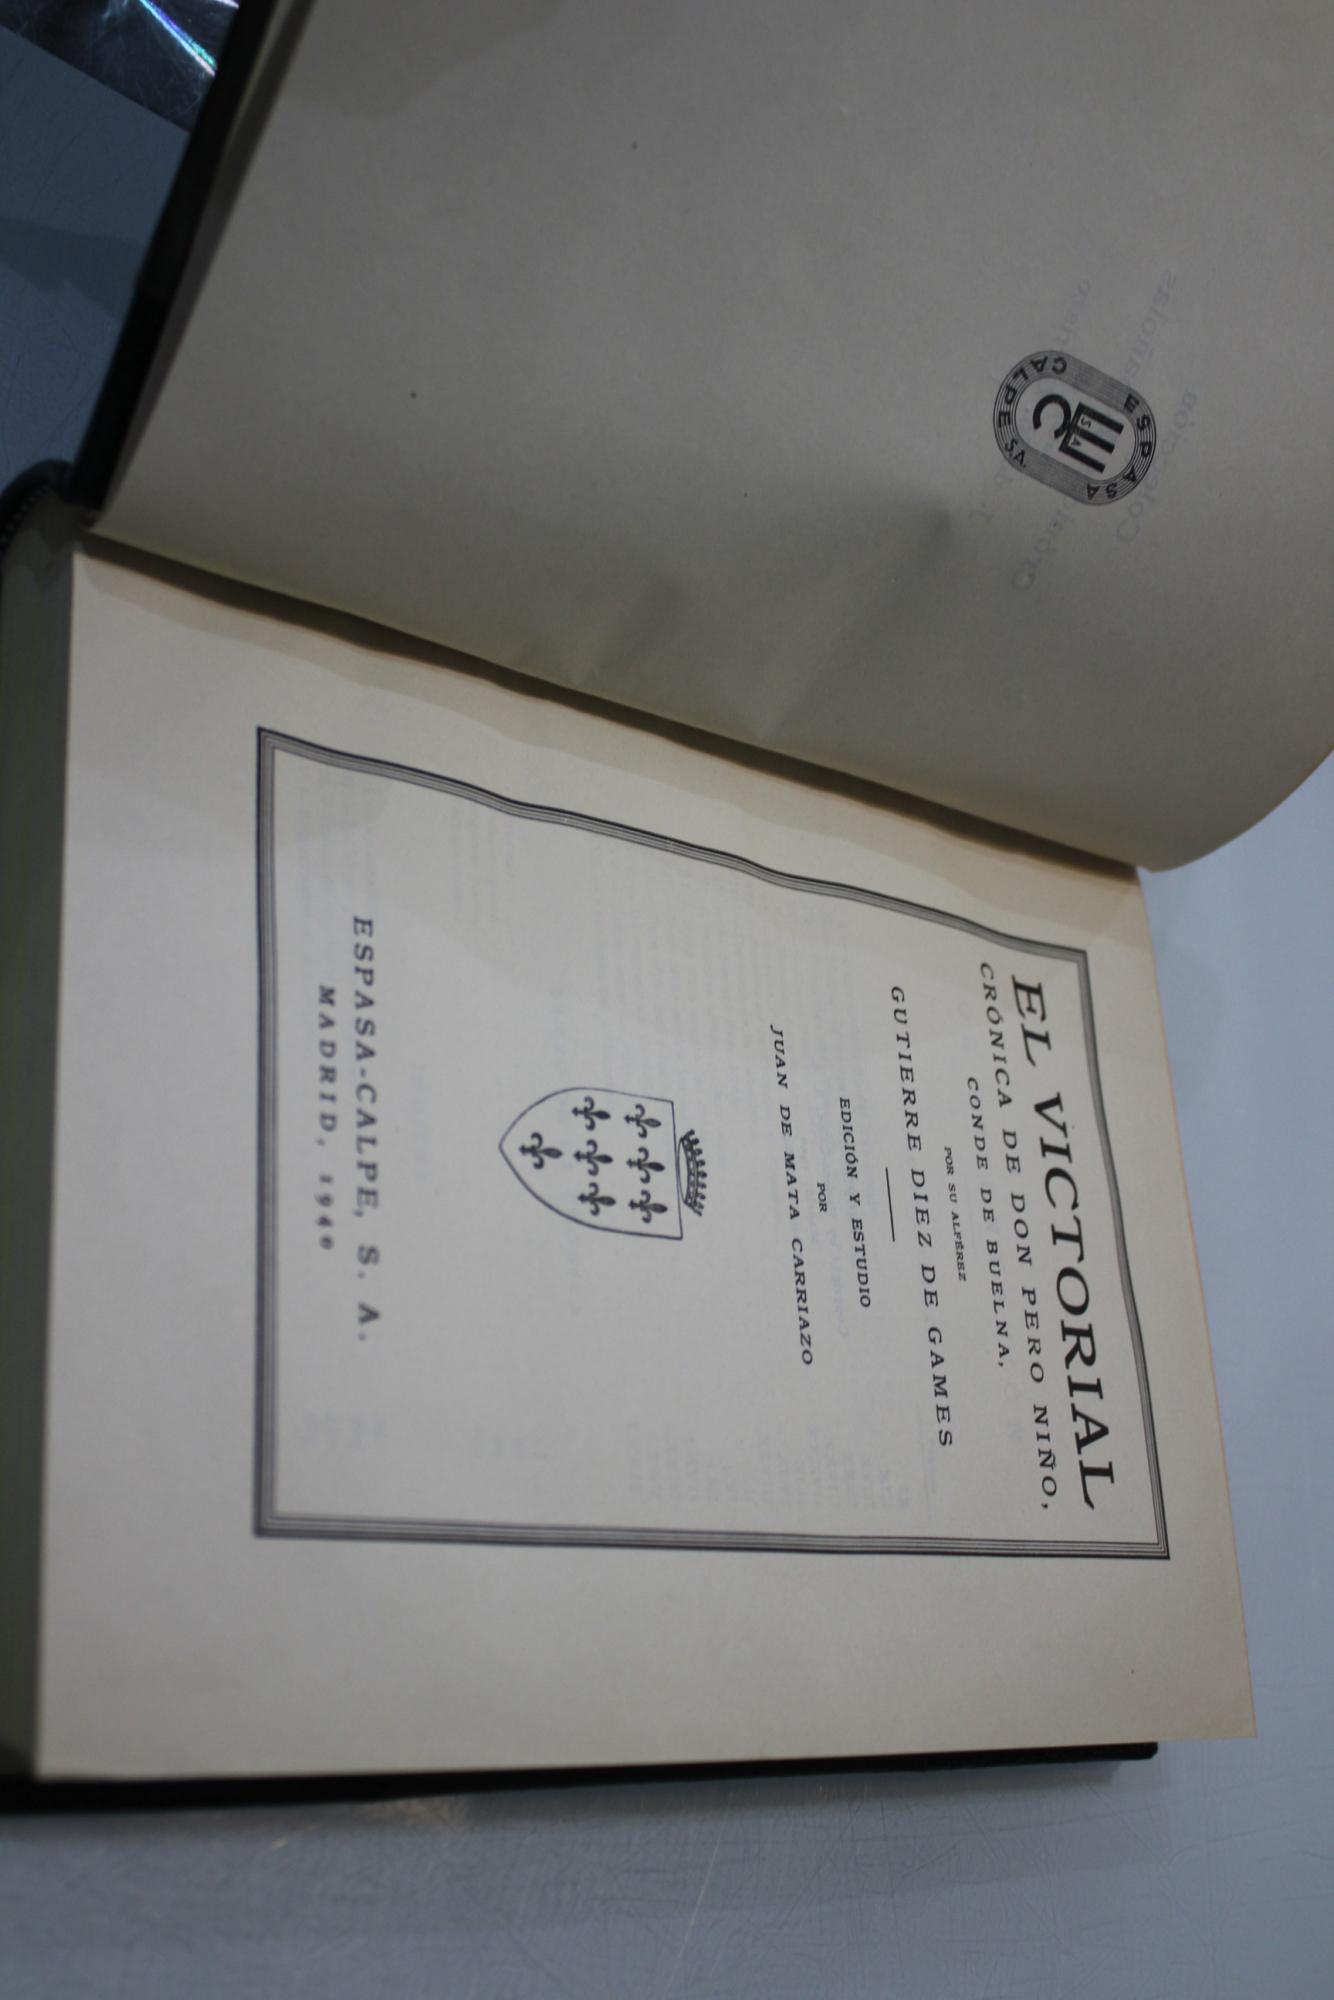 ESPASA
CALPE S.A.
EL VICTORIAL
CRÓNICA DE DON PERO NIÑO,
CONDE DE BUELNA,
POR SU ALFÉREZ
GUTIERRE DIEZ DE GAMES
EDICIÓN Y ESTUDIO
POR
JUAN DE MATA CARRIAZO
ESPASA-CALPE, S. A.
MADRID, 1940